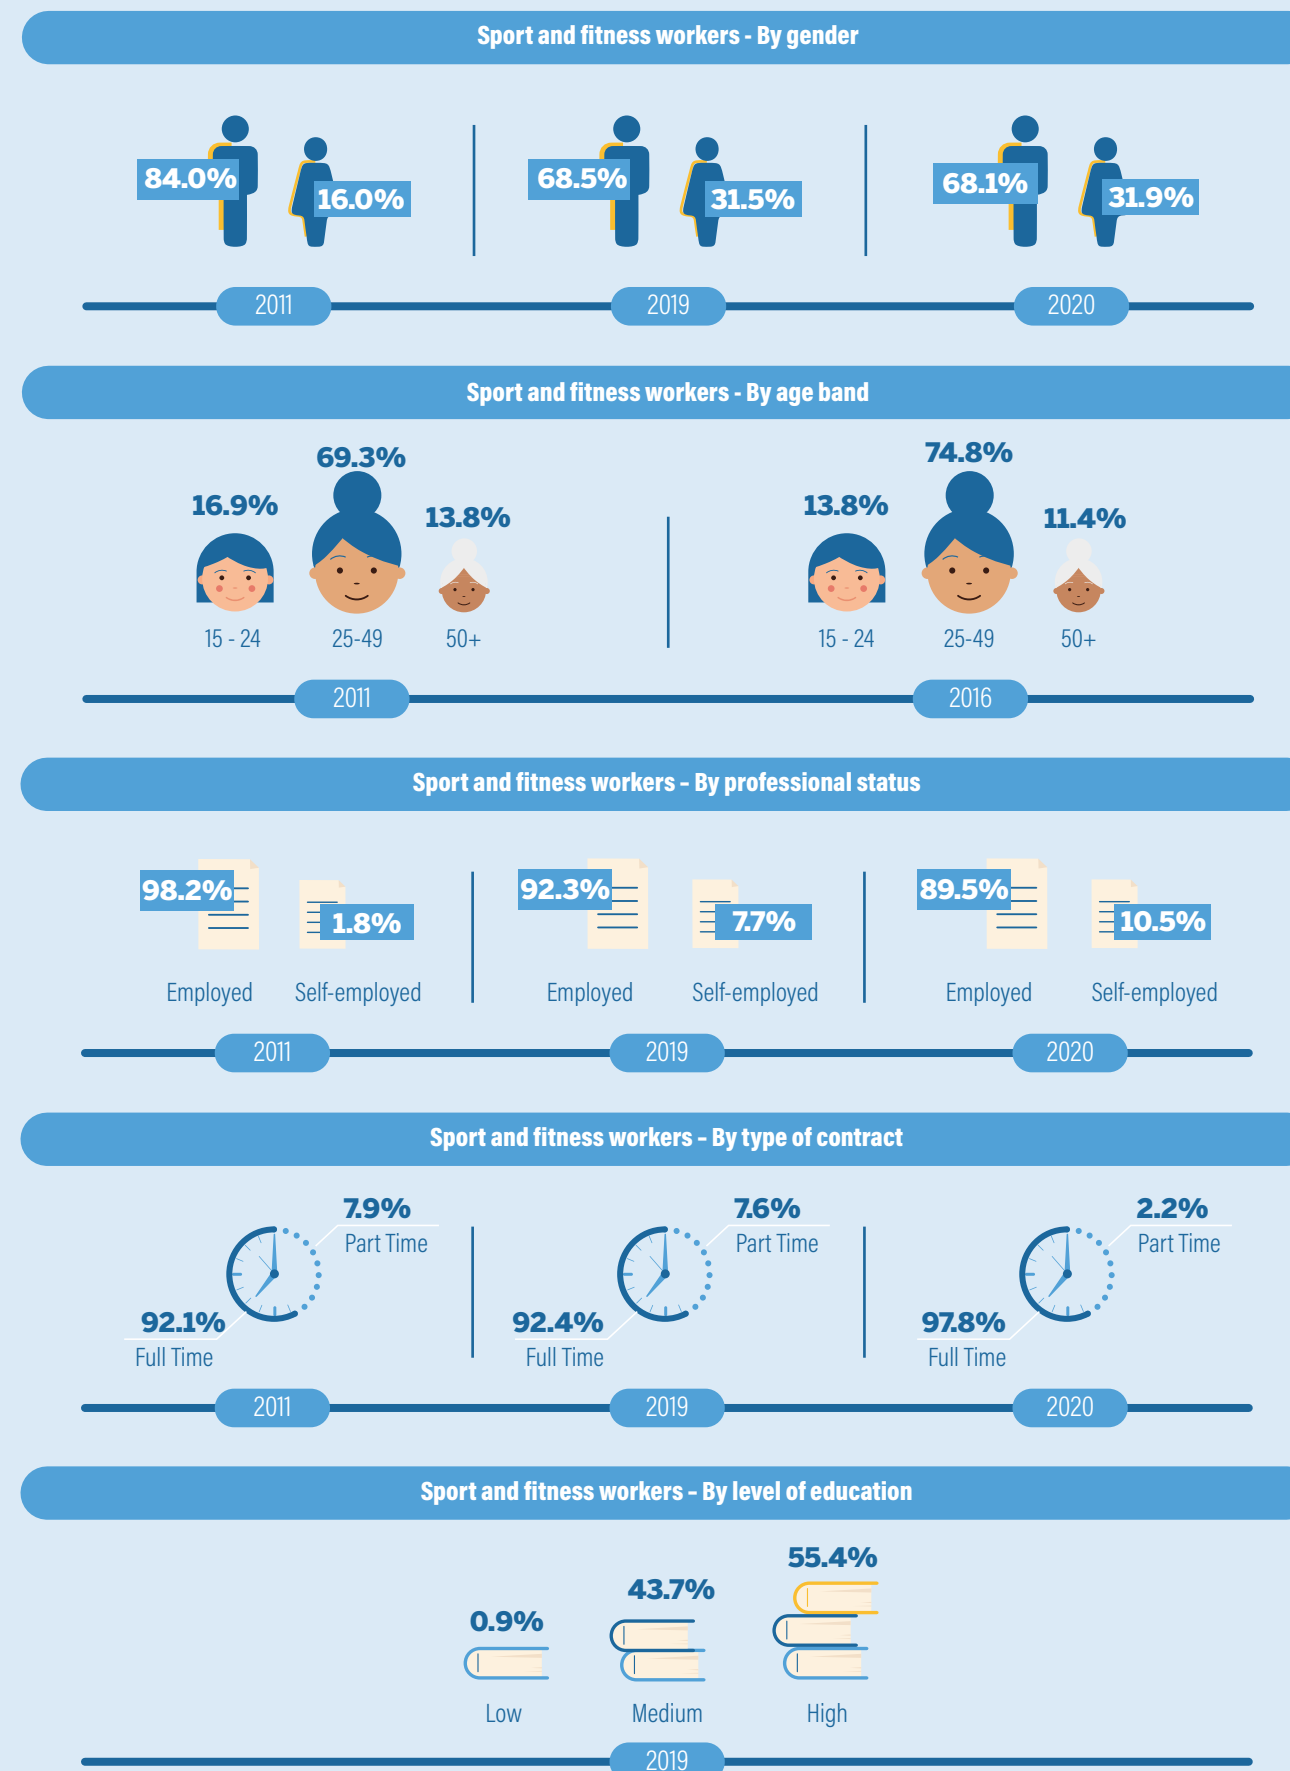 Sport and fitness workers - By gender
84.0%
16.0%
68.5%
31.5%
68.1%
31.9%
2011
2019
2020
Sport and fitness workers - By age band
16.9%
69.3%
13.8%
15 - 24
25-49
50+
13.8%
74.8%
11.4%
15 - 24
25-49
50+
2011
2016
Sport and fitness workers – By professional status
98.2%
1.8%
Employed
Self-employed
92.3%
7.7%
Employed
Self-employed
89.5%
10.5%
Employed
Self-employed
2011
2019
2020
Sport and fitness workers – By type of contract
7.9%
Part Time
92.1%
Full Time
7.6%
Part Time
92.4%
Full Time
2.2%
Part Time
97.8%
Full Time
2011
2019
2020
Sport and fitness workers – By level of education
0.9%
43.7%
55.4%
Low
Medium
High
2019